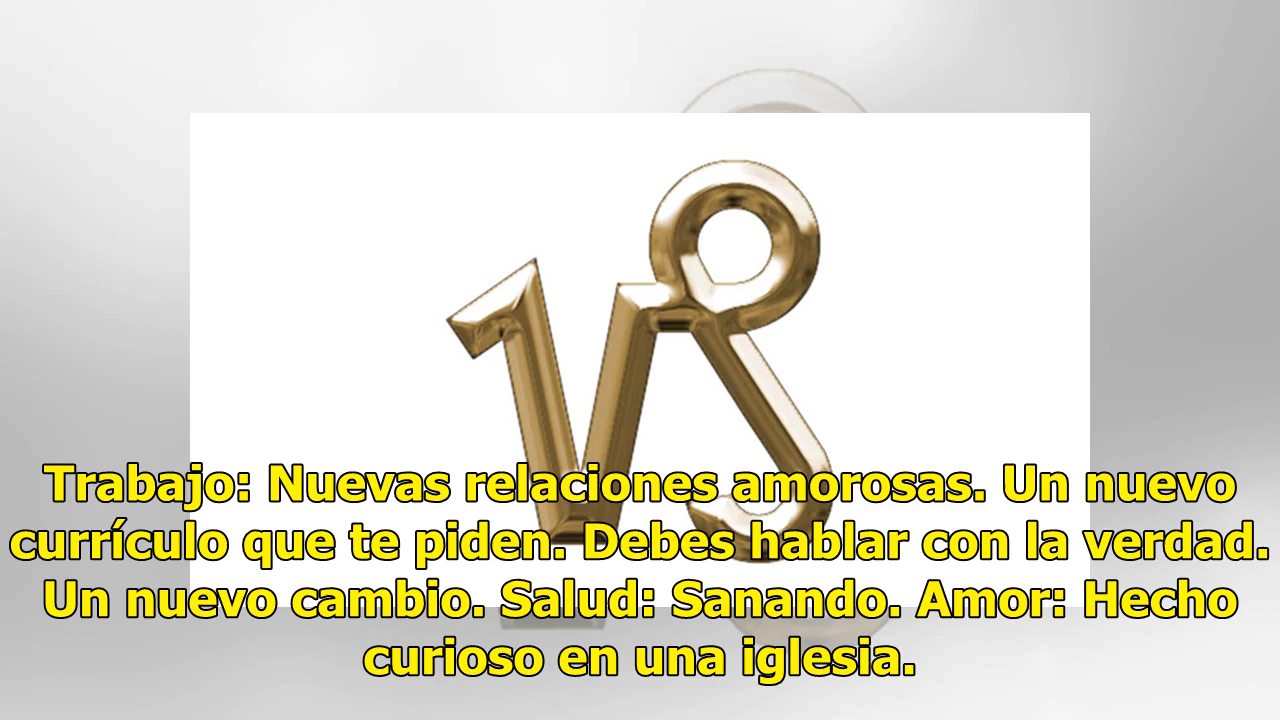 Trabajo: Nuevas relaciones amorosas. Un nuevo
currículo que te piden. Debes hablar con la verdad.
Un nuevo cambio. Salud: Sanando. Amor: Hecho
curioso en una iglesia.